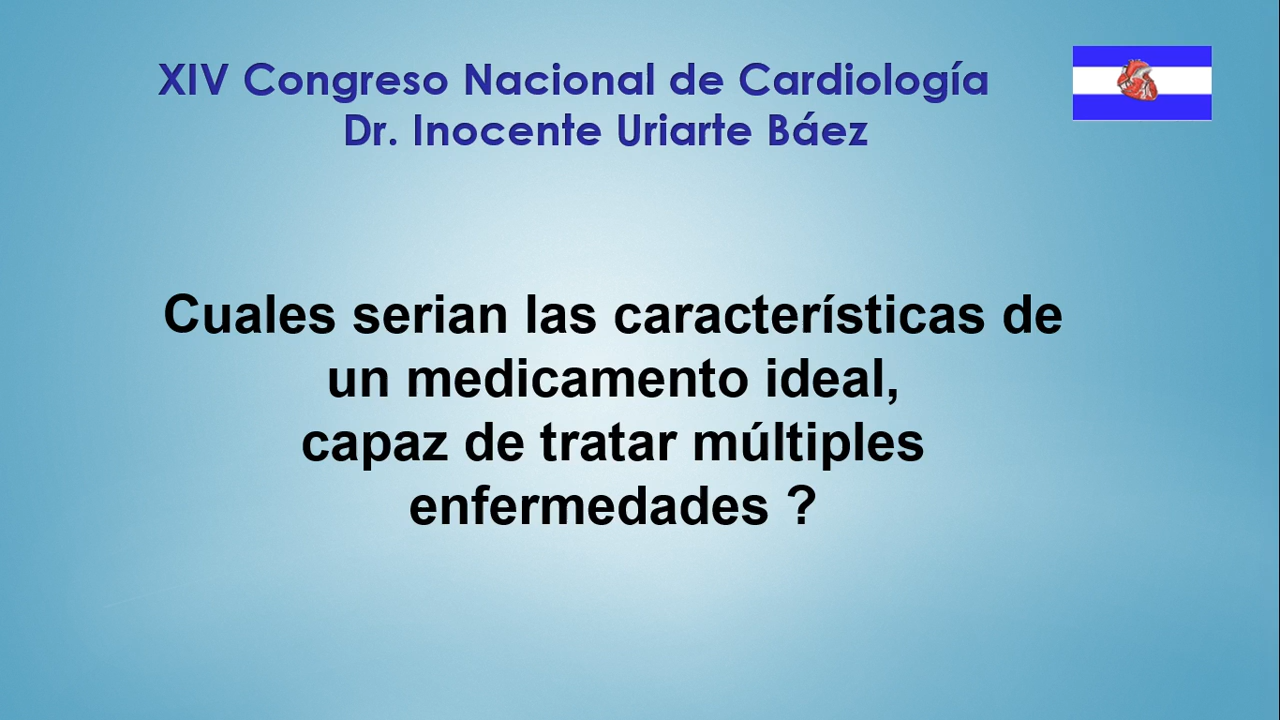 XIV Congreso Nacional de Cardiología
Dr. Inocente Uriarte Báez
Cuales serian las características de
un medicamento ideal,
capaz de tratar múltiples
enfermedades ?